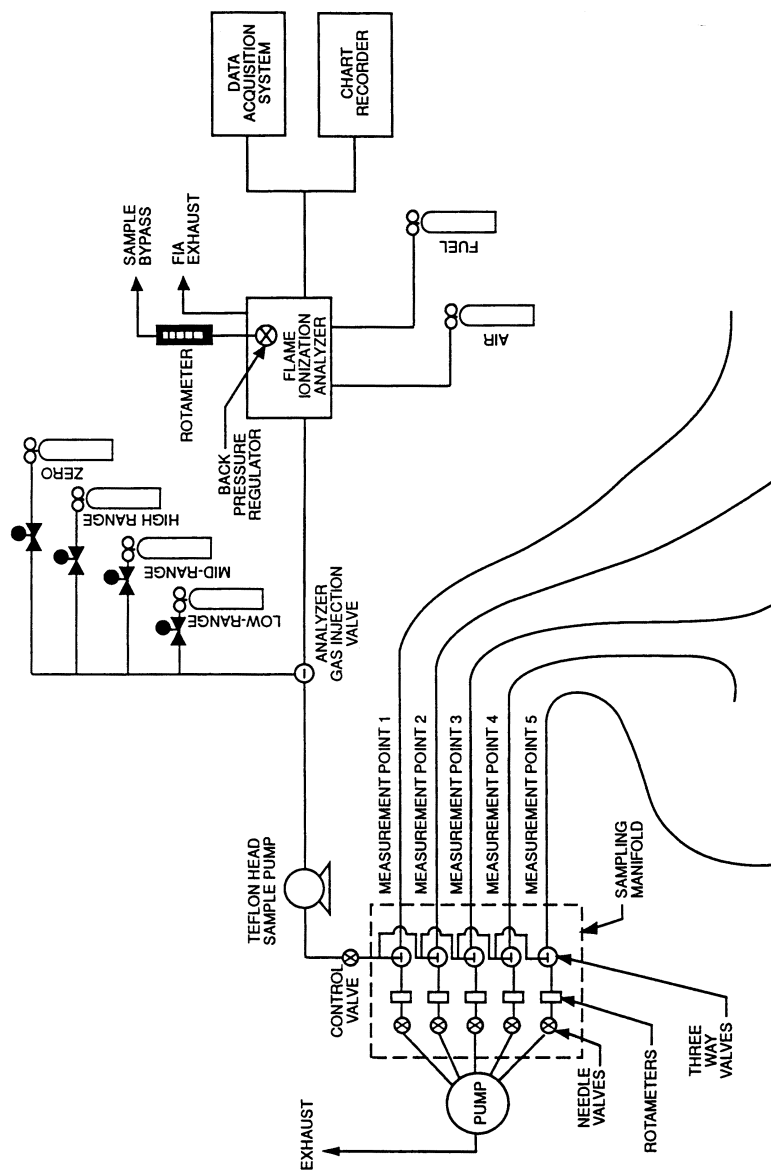 DATA
ACQUISITION
SYSTEM
CHART
RECORDER
SAMPLE
BYPASS
FIA
EXHAUST
ROTAMETER
FLAME
IONIZATION
ANALYZER
BACK
PRESSURE
REGULATOR
FUEL
AIR
ZERO
HIGH RANGE
MID-RANGE
LOW-RANGE
ANALYZER
GAS INJECTION
VALVE
TEFLON HEAD
SAMPLE PUMP
CONTROL
VALVE
MEASUREMENT POINT 1
MEASUREMENT POINT 2
MEASUREMENT POINT 3
MEASUREMENT POINT 4
MEASUREMENT POINT 5
SAMPLING
MANIFOLD
THREE
WAY
VALVES
ROTAMETERS
NEEDLE
VALVES
PUMP
EXHAUST